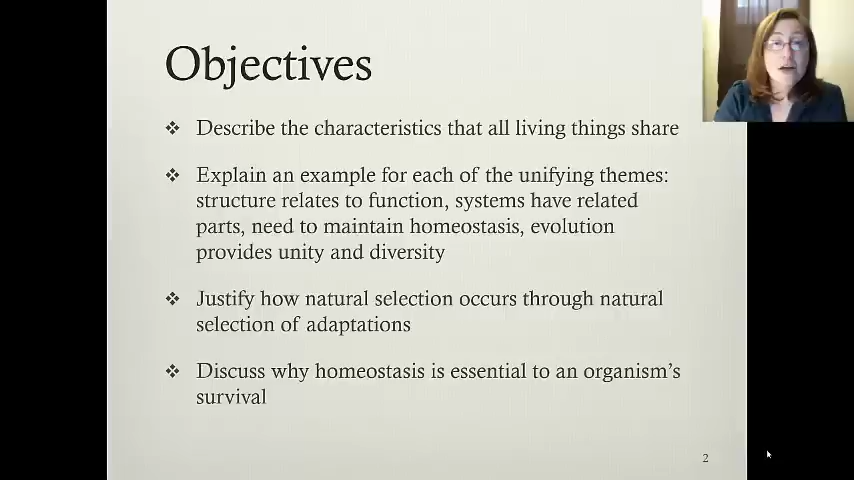 Objectives
❖ Describe the characteristics that all living things share
❖ Explain an example for each of the unifying themes:
structure relates to function, systems have related
parts, need to maintain homeostasis, evolution
provides unity and diversity
❖ Justify how natural selection occurs through natural
selection of adaptations
❖ Discuss why homeostasis is essential to an organism’s
survival
2